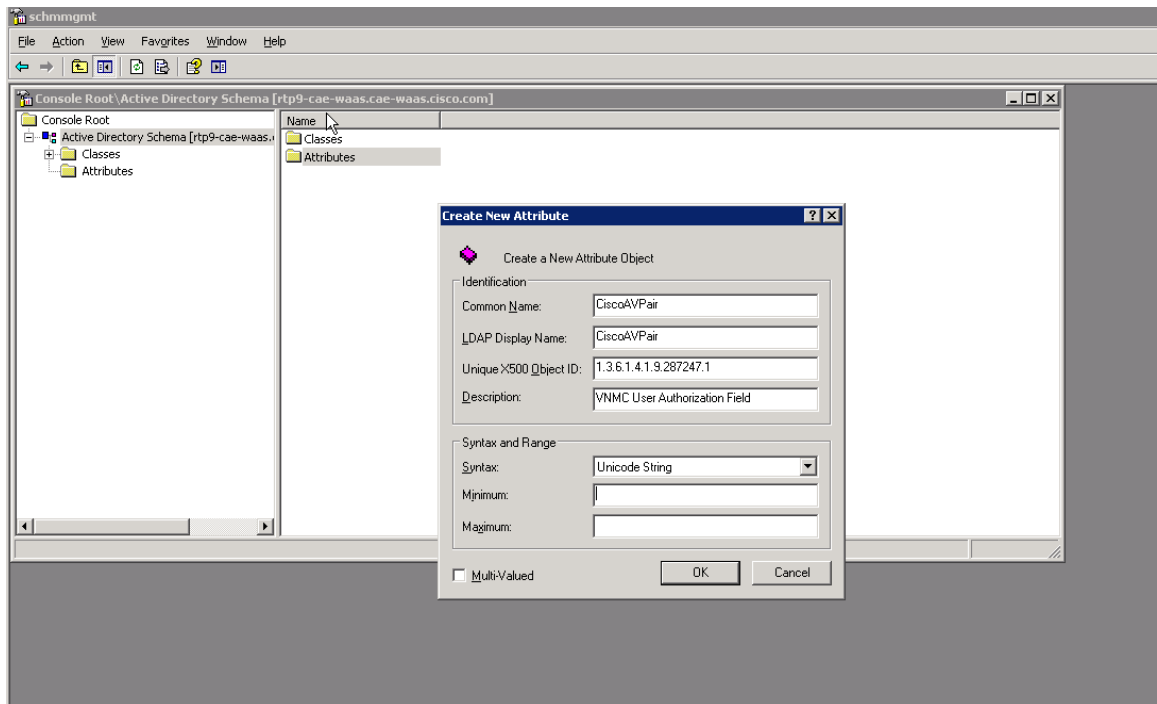 schmmgmt
File Action View Favorites Window Help
Console Root\Active Directory Schema [rtp9-cae-waas.cae-waas.cisco.com]
Console Root
Active Directory Schema [rtp9-cae-waas.
Classes
Attributes
Name
Classes
Attributes
Create New Attribute
Create a New Attribute Object
Identification
Common Name: CiscoAVPair
LDAP Display Name: CiscoAVPair
Unique X500 Object ID: 1.3.6.1.4.1.9.287247.1
Description: VNMC User Authorization Field
Syntax and Range
Syntax: Unicode String
Minimum:
Maximum:
Multi-Valued
OK Cancel